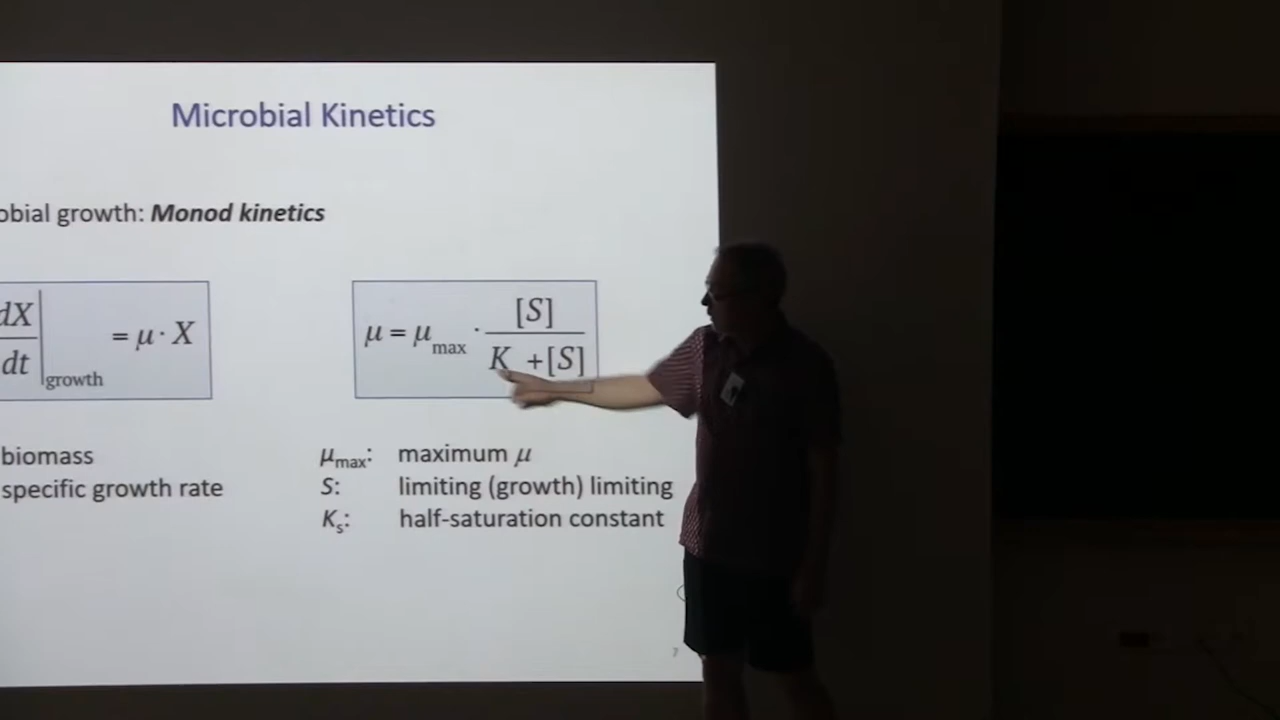 Microbial Kinetics
obial growth: Monod kinetics
dX/dt |growth = μ · X
μ = μmax · [S]/(K +[S])
biomass
specific growth rate
μmax: maximum μ
S: limiting (growth) limiting
Ks: half-saturation constant
7